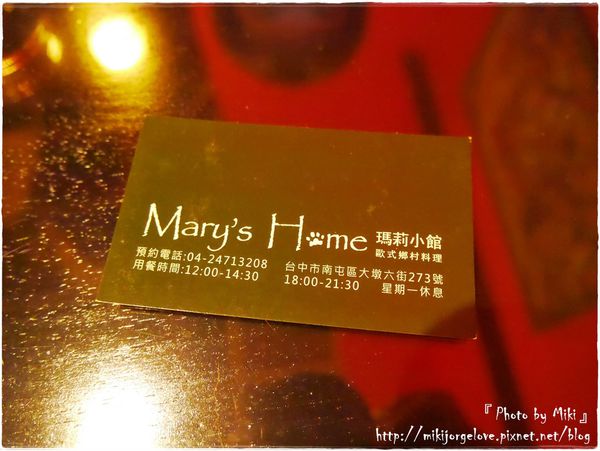 Mary's Home 瑪莉小館
歐式鄉村料理
預約電話:04-24713208 台中市南屯區大墩六街273號
用餐時間:12:00-14:30 18:00-21:30 星期一休息
『 Photo by Miki 』
http://mikijorgelove.pixnet.net/blog